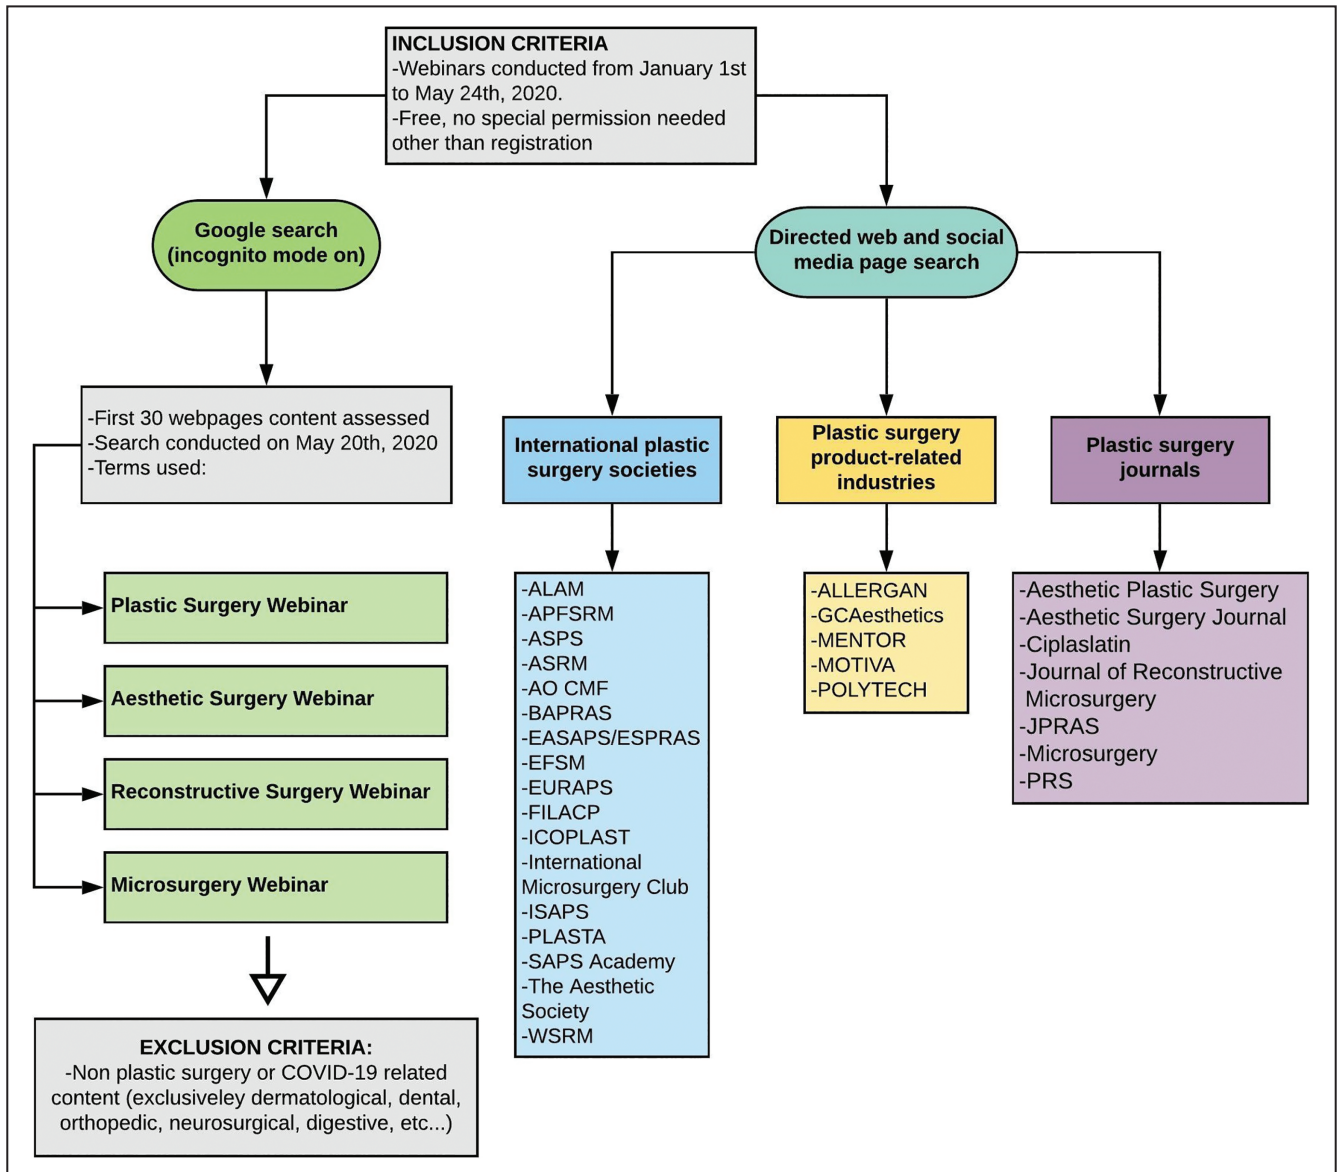 INCLUSION CRITERIA
-Webinars conducted from January 1st
to May 24th, 2020.
-Free, no special permission needed
other than registration
Google search
(incognito mode on)
Directed web and social
media page search
-First 30 webpages content assessed
-Search conducted on May 20th, 2020
-Terms used:
Plastic Surgery Webinar
Aesthetic Surgery Webinar
Reconstructive Surgery Webinar
Microsurgery Webinar
EXCLUSION CRITERIA:
-Non plastic surgery or COVID-19 related
content (exclusiveley dermatological, dental,
orthopedic, neurosurgical, digestive, etc...)
International plastic
surgery societies
-ALAM
-APFSRM
-ASPS
-ASRM
-AO CMF
-BAPRAS
-EASAPS/ESPRAS
-EFSM
-EURAPS
-FILACP
-ICOPLAST
-International
Microsurgery Club
-ISAPS
-PLASTA
-SAPS Academy
-The Aesthetic
Society
-WSRM
Plastic surgery
product-related
industries
-ALLERGAN
-GCAesthetics
-MENTOR
-MOTIVA
-POLYTECH
Plastic surgery
journals
-Aesthetic Plastic Surgery
-Aesthetic Surgery Journal
-Ciplaslatin
-Journal of Reconstructive
Microsurgery
-JPRAS
-Microsurgery
-PRS